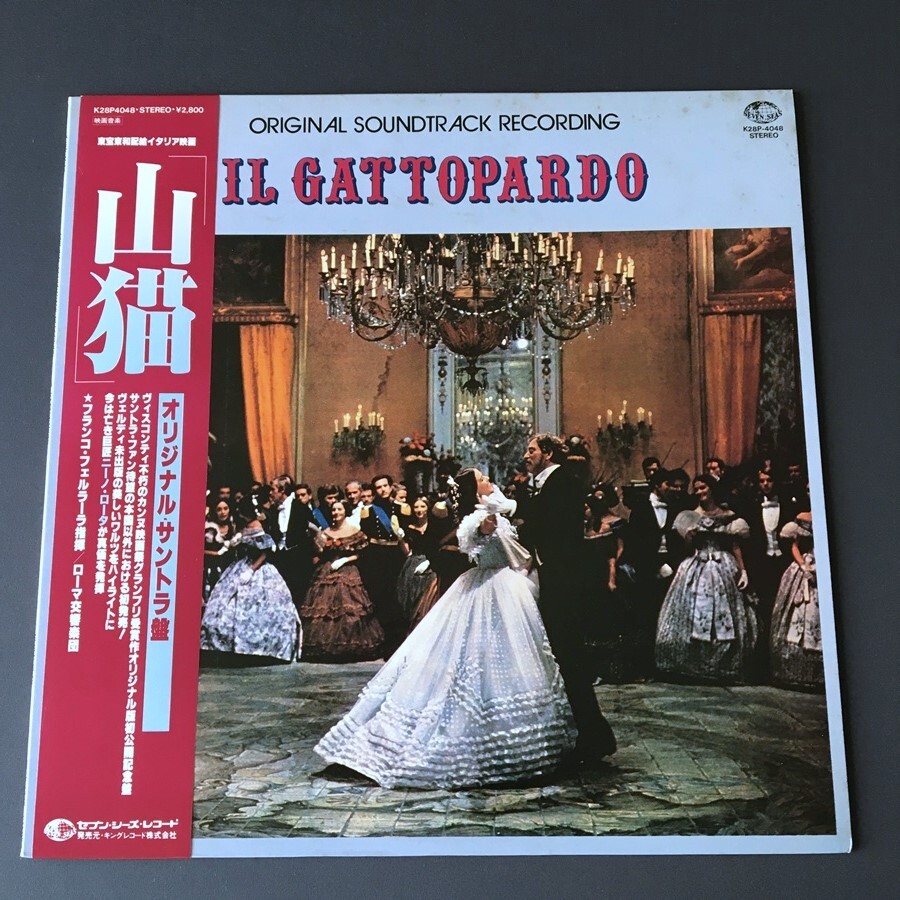 K28P4048・STEREO・¥2,800
映画音楽
東宝東和配給イタリア映画
「山猫」
オリジナル・サントラ盤
ヴィスコンティ不朽のカンヌ映画祭グランプリ受賞作オリジナル版初公開記念盤
サントラ・ファン待望の本国以外における初発売！
ヴェルディ未出版の美しいワルツをハイライトに
今は亡き巨匠ニーノ・ロータが真価を発揮
★フランコ・フェルラーラ指揮 ローマ交響楽団
セブン・シーズ・レコード
発売元・キングレコード株式会社
ORIGINAL SOUNDTRACK RECORDING
IL GATTOPARDO
SEVEN SEAS
K28P-4048
STEREO